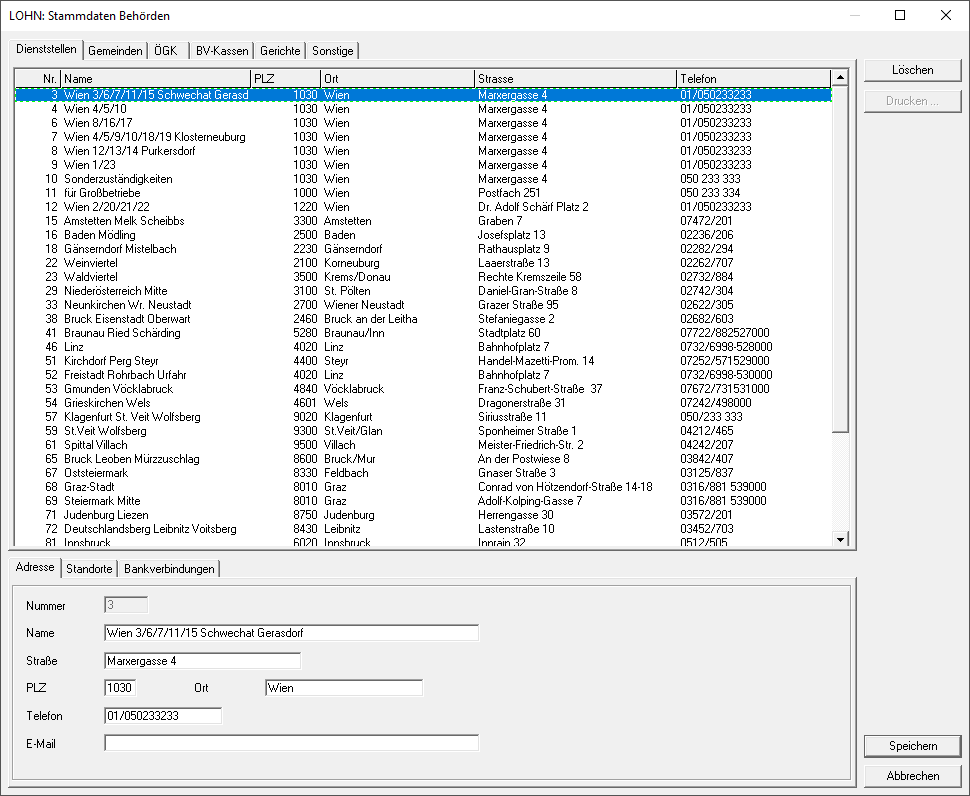 LOHN: Stammdaten Behörden
Dienststellen Gemeinden ÖGK BV-Kassen Gerichte Sonstige
Nr. Name PLZ Ort Strasse Telefon
3 Wien 3/6/7/11/15 Schwechat Gerasd 1030 Wien Marxergasse 4 01/050233233
4 Wien 4/5/10 1030 Wien Marxergasse 4 01/050233233
6 Wien 8/16/17 1030 Wien Marxergasse 4 01/050233233
7 Wien 4/5/9/10/18/19 Klosterneuburg 1030 Wien Marxergasse 4 01/050233233
8 Wien 12/13/14 Purkersdorf 1030 Wien Marxergasse 4 01/050233233
9 Wien 1/23 1030 Wien Marxergasse 4 01/050233233
10 Sonderzuständigkeiten 1030 Wien Marxergasse 4 050 233 333
11 für Großbetriebe 1000 Wien Postfach 251 050 233 334
12 Wien 2/20/21/22 1220 Wien Dr. Adolf Schärf Platz 2 01/050233233
15 Amstetten Melk Scheibbs 3300 Amstetten Graben 7 07472/201
16 Baden Mödling 2500 Baden Josefsplatz 13 02236/206
18 Gänserndorf Mistelbach 2230 Gänserndorf Rathausplatz 9 02282/294
22 Weinviertel 2100 Korneuburg Laaerstraße 13 02262/707
23 Waldviertel 3500 Krems/Donau Rechte Kremszeile 58 02732/884
29 Niederösterreich Mitte 3100 St. Pölten Daniel-Gran-Straße 8 02742/304
33 Neunkirchen Wr. Neustadt 2700 Wiener Neustadt Grazer Straße 95 02622/305
38 Bruck Eisenstadt Oberwart 2460 Bruck an der Leitha Stefaniegasse 2 02682/603
41 Braunau Ried Schärding 5280 Braunau/Inn Stadtplatz 60 07722/882527000
46 Linz 4020 Linz Bahnhofplatz 7 0732/6998-528000
51 Kirchdorf Perg Steyr 4400 Steyr Handel-Mazetti-Prom. 14 07252/571529000
52 Freistadt Rohrbach Urfahr 4020 Linz Bahnhofplatz 7 0732/6998-530000
53 Gmunden Vöcklabruck 4840 Vöcklabruck Franz-Schubert-Straße 37 07672/731531000
54 Grieskirchen Wels 4601 Wels Dragonerstraße 31 07242/498000
57 Klagenfurt St. Veit Wolfsberg 9020 Klagenfurt Siriusstraße 11 050/233 333
59 St.Veit Wolfsberg 9300 St.Veit/Glan Sponheimer Straße 1 04212/465
61 Spittal Villach 9500 Villach Meister-Friedrich-Str. 2 04242/207
65 Bruck Leoben Mürzzuschlag 8600 Bruck/Mur An der Postwiese 8 03842/407
67 Oststeiermark 8330 Feldbach Gnaser Straße 3 03125/837
68 Graz-Stadt 8010 Graz Conrad von Hötzendorf-Straße 14-18 0316/881 539000
69 Steiermark Mitte 8010 Graz Adolf-Kolping-Gasse 7 0316/881 539000
71 Judenburg Liezen 8750 Judenburg Herrengasse 30 03572/201
72 Deutschlandsberg Leibnitz Voitsberg 8430 Leibnitz Lastenstraße 10 03452/703
81 Innsbruck 6020 Innsbruck Innrain 32 0512/505
Löschen
Drucken ...
Adresse Standorte Bankverbindungen
Nummer 3
Name Wien 3/6/7/11/15 Schwechat Gerasdorf
Straße Marxergasse 4
PLZ 1030 Ort Wien
Telefon 01/050233233
E-Mail
Speichern
Abbrechen